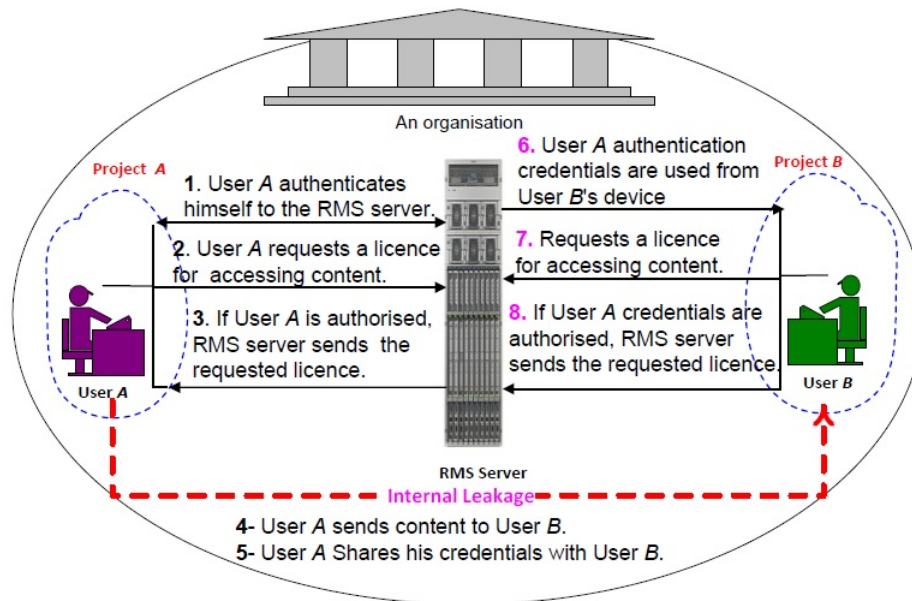 An organisation
Project A
1. User A authenticates
himself to the RMS server.
2. User A requests a licence
for accessing content.
3. If User A is authorised,
RMS server sends the
requested licence.
User A
6. User A authentication
credentials are used from
User B's device
Project B
7. Requests a licence
for accessing content.
8. If User A credentials are
authorised, RMS server
sends the requested licence.
User B
RMS Server
Internal Leakage
4- User A sends content to User B.
5- User A Shares his credentials with User B.